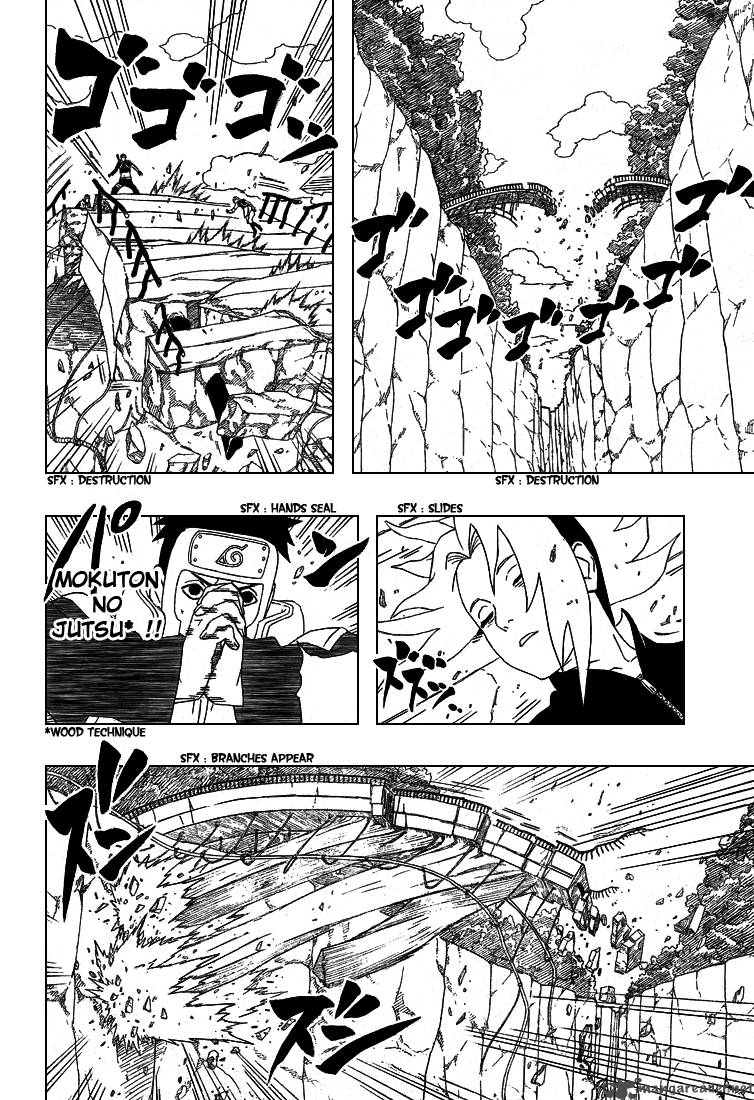 ゴゴゴ
ゴゴゴゴゴゴ
SFX : DESTRUCTION
SFX : DESTRUCTION
SFX : HANDS SEAL
SFX : SLIDES
パン
MOKUTON
NO
JUTSU* !!
ズズ
*WOOD TECHNIQUE
SFX : BRANCHES APPEAR
ズン
ズン